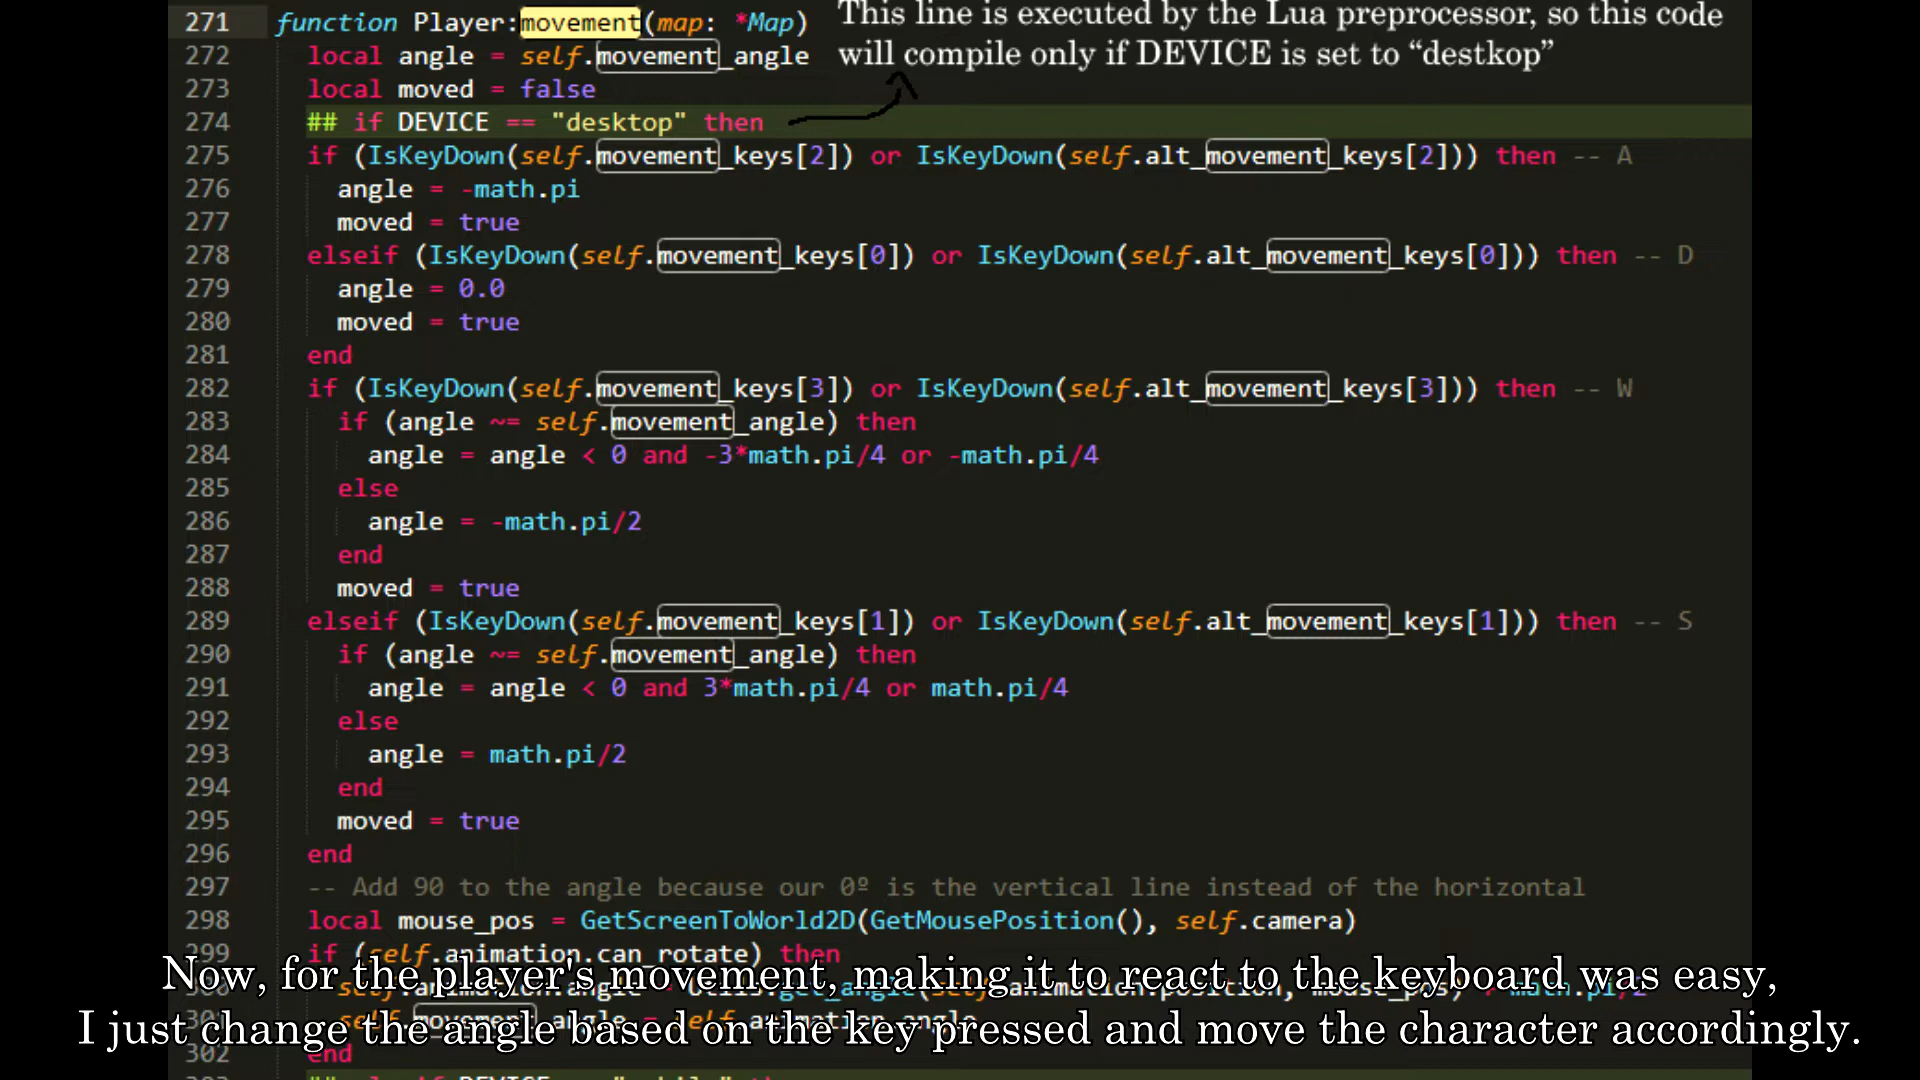 271 function Player:movement(map: *Map)
This line is executed by the Lua preprocessor, so this code
272 local angle = self.movement_angle
will compile only if DEVICE is set to “destkop”
273 local moved = false
274 ## if DEVICE == "desktop" then
275 if (IsKeyDown(self.movement_keys[2]) or IsKeyDown(self.alt_movement_keys[2])) then -- A
276 angle = -math.pi
277 moved = true
278 elseif (IsKeyDown(self.movement_keys[0]) or IsKeyDown(self.alt_movement_keys[0])) then -- D
279 angle = 0.0
280 moved = true
281 end
282 if (IsKeyDown(self.movement_keys[3]) or IsKeyDown(self.alt_movement_keys[3])) then -- W
283 if (angle ~= self.movement_angle) then
284 angle = angle < 0 and -3*math.pi/4 or -math.pi/4
285 else
286 angle = -math.pi/2
287 end
288 moved = true
289 elseif (IsKeyDown(self.movement_keys[1]) or IsKeyDown(self.alt_movement_keys[1])) then -- S
290 if (angle ~= self.movement_angle) then
291 angle = angle < 0 and 3*math.pi/4 or math.pi/4
292 else
293 angle = math.pi/2
294 end
295 moved = true
296 end
297 -- Add 90 to the angle because our 0º is the vertical line instead of the horizontal
298 local mouse_pos = GetScreenToWorld2D(GetMousePosition(), self.camera)
299 if (self.animation.can_rotate) then
Now, for the player's movement, making it to react to the keyboard was easy,
I just change the angle based on the key pressed and move the character accordingly.
302 end